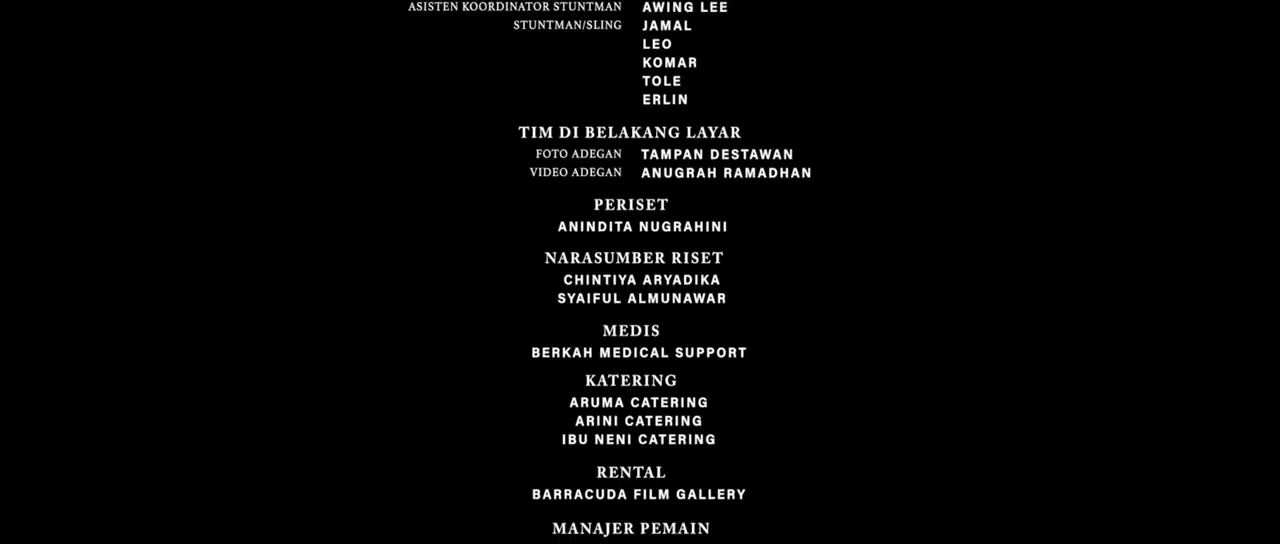 ASISTEN KOORDINATOR STUNTMAN AWING LEE
STUNTMAN/SLING JAMAL
LEO
KOMAR
TOLE
ERLIN
TIM DI BELAKANG LAYAR
FOTO ADEGAN TAMPAN DESTAWAN
VIDEO ADEGAN ANUGRAH RAMADHAN
PERISET
ANINDITA NUGRAHINI
NARASUMBER RISET
CHINTIYA ARYADIKA
SYAIFUL ALMUNAWAR
MEDIS
BERKAH MEDICAL SUPPORT
KATERING
ARUMA CATERING
ARINI CATERING
IBU NENI CATERING
RENTAL
BARRACUDA FILM GALLERY
MANAJER PEMAIN